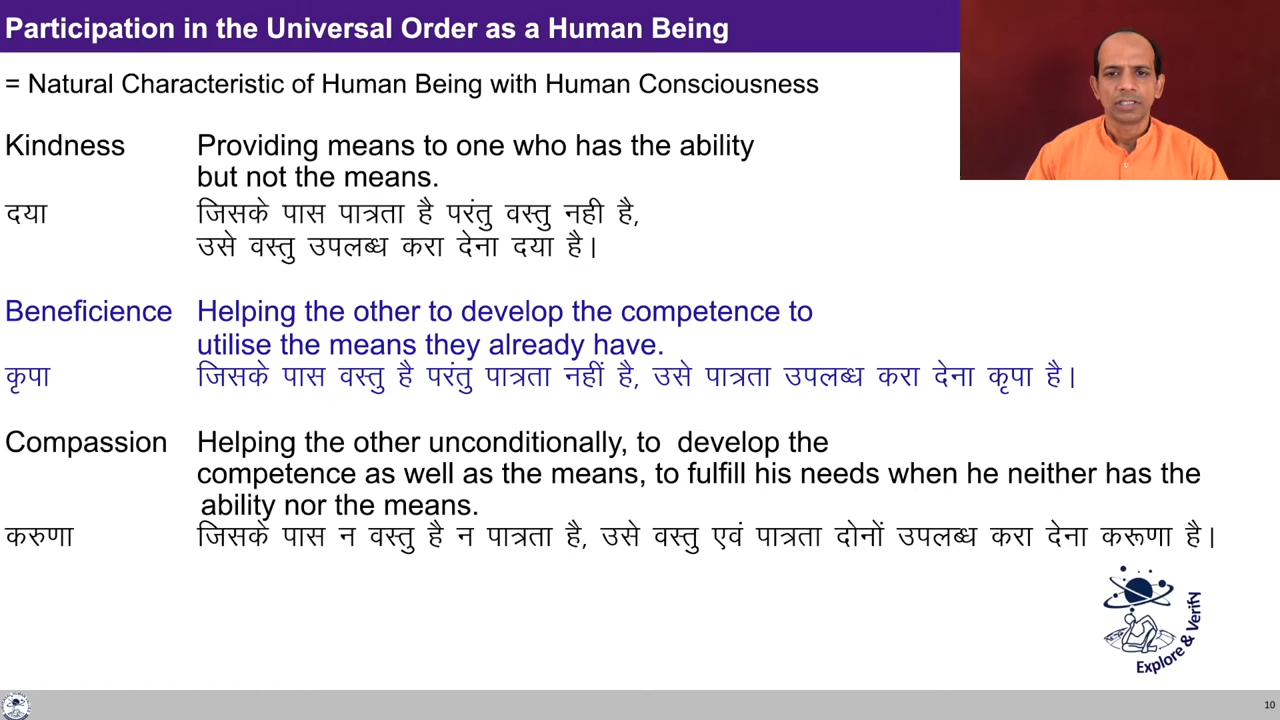 Participation in the Universal Order as a Human Being
= Natural Characteristic of Human Being with Human Consciousness
Kindness Providing means to one who has the ability
but not the means.
दया जिसके पास पात्रता है परंतु वस्तु नही है,
उसे वस्तु उपलब्ध करा देना दया है।
Beneficience Helping the other to develop the competence to
utilise the means they already have.
कृपा जिसके पास वस्तु है परंतु पात्रता नहीं है, उसे पात्रता उपलब्ध करा देना कृपा है।
Compassion Helping the other unconditionally, to develop the
competence as well as the means, to fulfill his needs when he neither has the
ability nor the means.
करुणा जिसके पास न वस्तु है न पात्रता है, उसे वस्तु एवं पात्रता दोनों उपलब्ध करा देना करूणा है।
Explore & Verify
10